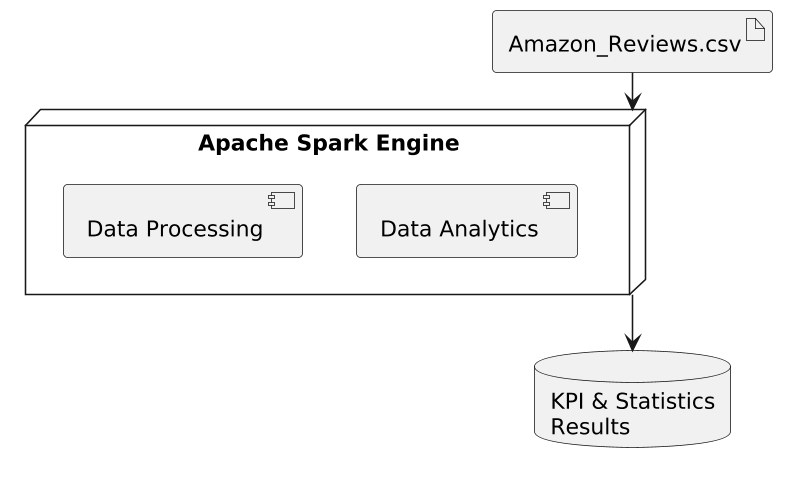 Amazon_Reviews.csv
Apache Spark Engine
Data Processing
Data Analytics
KPI & Statistics
Results